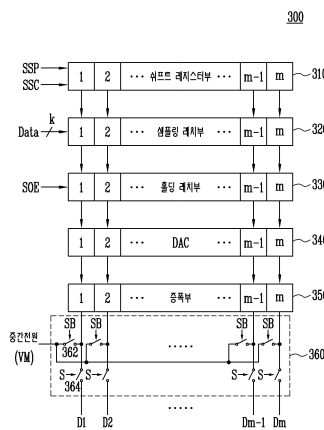 300
SSP
SSC
1 2 ··· 쉬프트 레지스터부 ··· m-1 m
310
k
Data
1 2 ··· 샘플링 래치부 ··· m-1 m
320
SOE
1 2 ··· 홀딩 래치부 ··· m-1 m
330
1 2 ··· DAC ··· m-1 m
340
1 2 ··· 증폭부 ··· m-1 m
350
중간전원
(VM)
SB SB SB SB
362
·····
360
S S S S
364
·····
D1 D2 Dm-1 Dm